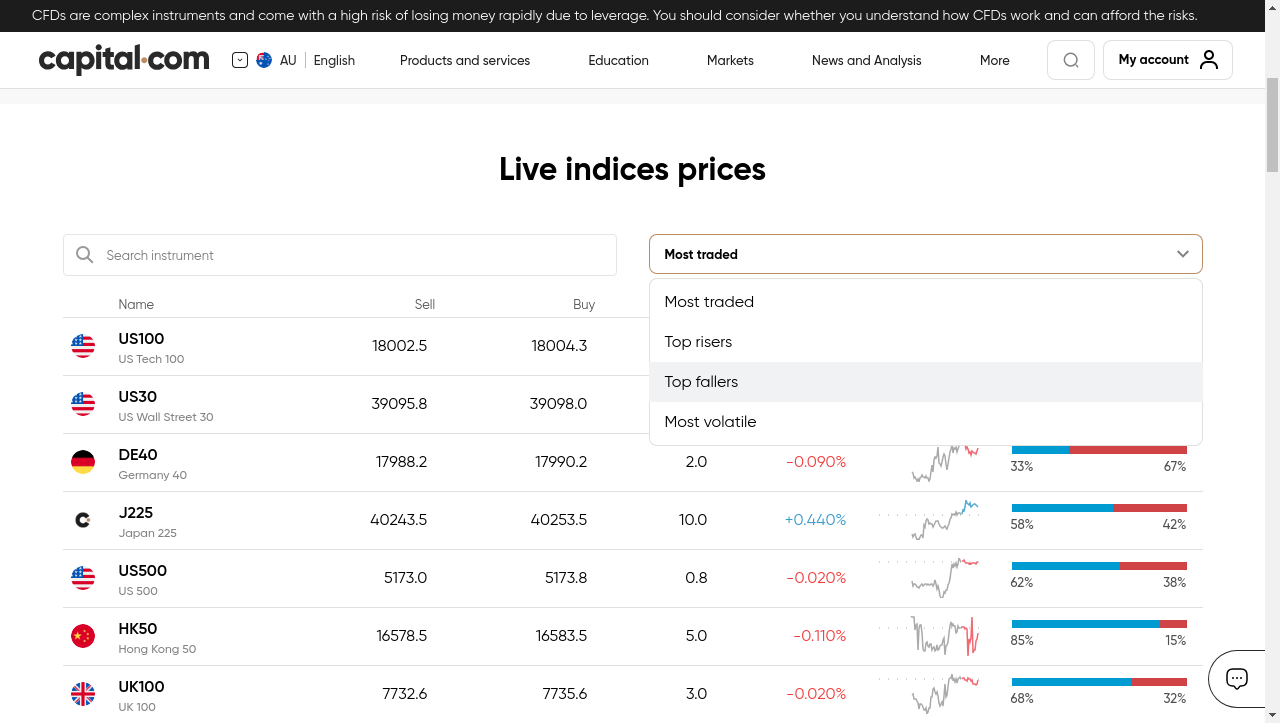 CFDs are complex instruments and come with a high risk of losing money rapidly due to leverage. You should consider whether you understand how CFDs work and can afford the risks.
capital.com AU English Products and services Education Markets News and Analysis More My account
Live indices prices
Search instrument
Most traded
Most traded
Top risers
Top fallers
Most volatile
Name Sell Buy
US100 18002.5 18004.3
US Tech 100
US30 39095.8 39098.0
US Wall Street 30
DE40 17988.2 17990.2 2.0 -0.090%
Germany 40 33% 67%
J225 40243.5 40253.5 10.0 +0.440%
Japan 225 58% 42%
US500 5173.0 5173.8 0.8 -0.020%
US 500 62% 38%
HK50 16578.5 16583.5 5.0 -0.110%
Hong Kong 50 85% 15%
UK100 7732.6 7735.6 3.0 -0.020%
UK 100 68% 32%